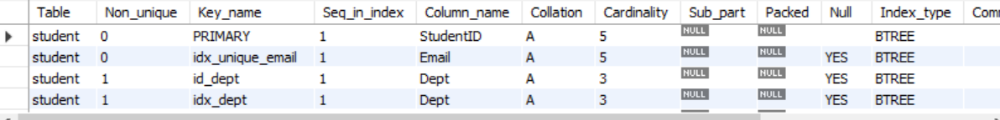 Table Non_unique Key_name Seq_in_index Column_name Collation Cardinality Sub_part Packed Null Index_type
student 0 PRIMARY 1 StudentID A 5 NULL NULL BTREE
student 0 idx_unique_email 1 Email A 5 NULL NULL YES BTREE
student 1 id_dept 1 Dept A 3 NULL NULL YES BTREE
student 1 idx_dept 1 Dept A 3 NULL NULL YES BTREE